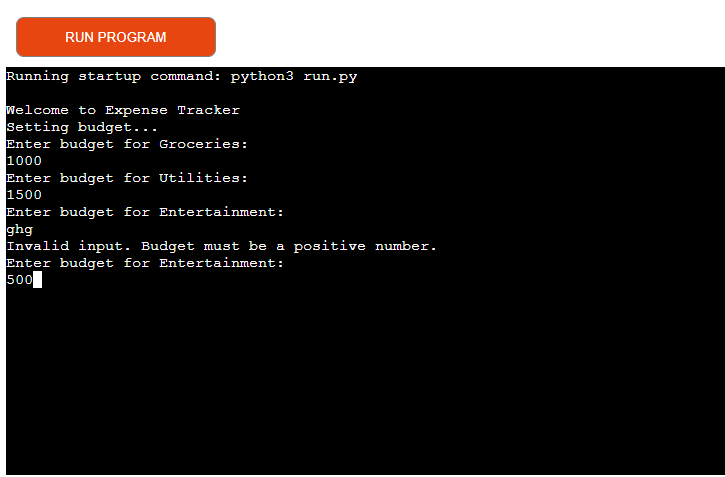 RUN PROGRAM
Running startup command: python3 run.py
Welcome to Expense Tracker
Setting budget...
Enter budget for Groceries:
1000
Enter budget for Utilities:
1500
Enter budget for Entertainment:
ghg
Invalid input. Budget must be a positive number.
Enter budget for Entertainment:
500